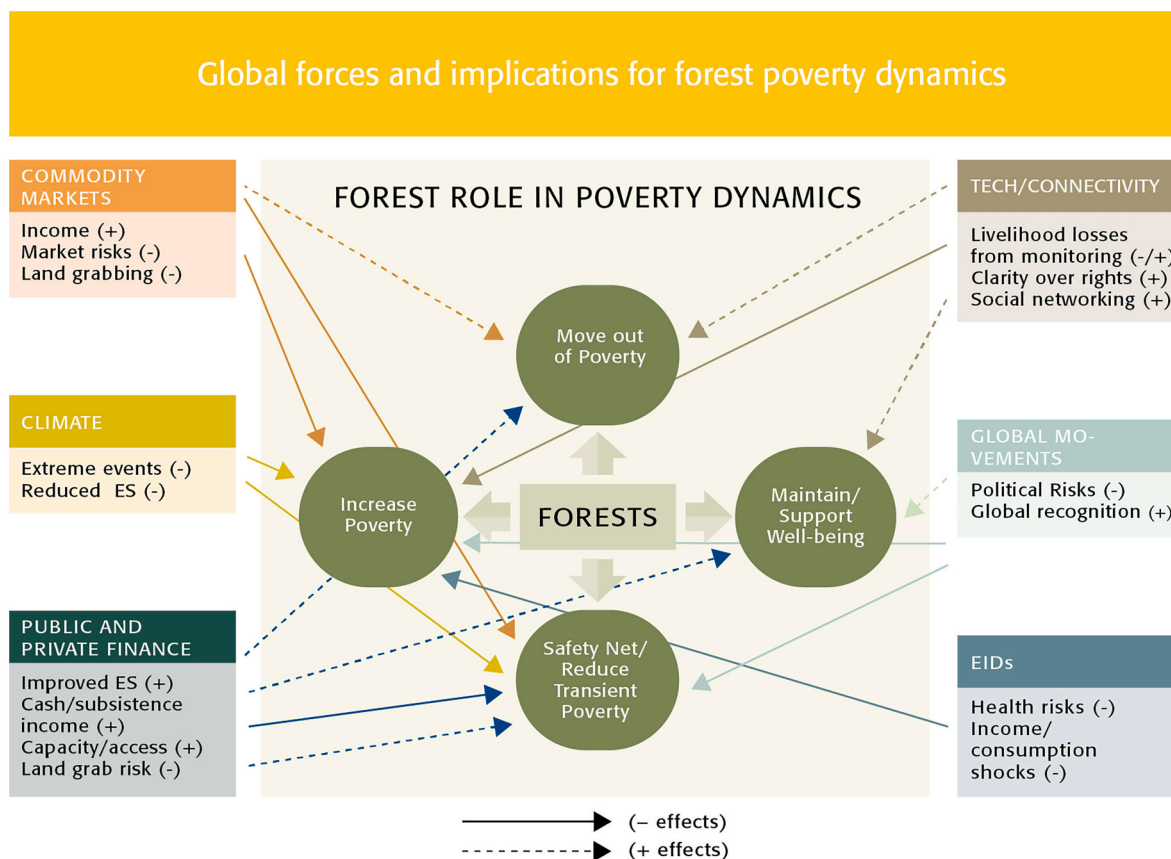 Global forces and implications for forest poverty dynamics
COMMODITY
MARKETS
Income (+)
Market risks (-)
Land grabbing (-)
CLIMATE
Extreme events (-)
Reduced ES (-)
PUBLIC AND
PRIVATE FINANCE
Improved ES (+)
Cash/subsistence
income (+)
Capacity/access (+)
Land grab risk (-)
FOREST ROLE IN POVERTY DYNAMICS
Move out
of Poverty
Increase
Poverty
FORESTS
Maintain/
Support
Well-being
Safety Net/
Reduce
Transient
Poverty
TECH/CONNECTIVITY
Livelihood losses
from monitoring (-/+)
Clarity over rights (+)
Social networking (+)
GLOBAL MO-
VEMENTS
Political Risks (-)
Global recognition (+)
EIDs
Health risks (-)
Income/
consumption
shocks (-)
(– effects)
(+ effects)